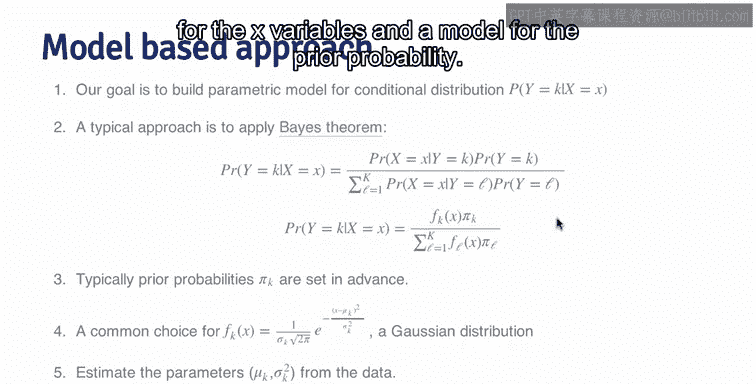 for the x variables and a model for the
prior probability.
Model based approach
1. Our goal is to build parametric model for conditional distribution P(Y = k|X = x)
2. A typical approach is to apply Bayes theorem:
Pr(Y = k|X = x) = Pr(X = x|Y = k)Pr(Y = k) / ∑_{ℓ=1}^{K} Pr(X = x|Y = ℓ)Pr(Y = ℓ)
Pr(Y = k|X = x) = f_k(x)π_k / ∑_{ℓ=1}^{K} f_ℓ(x)π_ℓ
3. Typically prior probabilities π_k are set in advance.
4. A common choice for f_k(x) = 1/(σ_k√2π) e^{-(x-μ_k)²/σ_k²}, a Gaussian distribution
5. Estimate the parameters (μ_k,σ_k²) from the data.